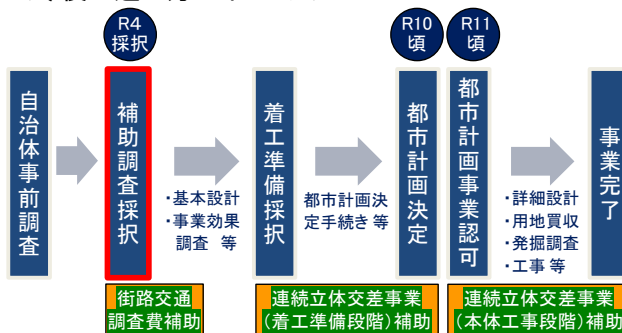 R4
採択
R10
頃
R11
頃
自治体事前調査
補助調査採択
・基本設計
・事業効果
調査 等
着工準備採択
都市計画決
定手続き 等
都市計画決定
都市計画事業認可
・詳細設計
・用地買収
・発掘調査
・工事 等
事業完了
街路交通
調査費補助
連続立体交差事業
(着工準備段階)補助
連続立体交差事業
(本体工事段階)補助